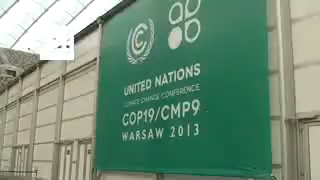 UNITED NATIONS
CLIMATE CHANGE CONFERENCE
COP19/CMP9
WARSAW 2013